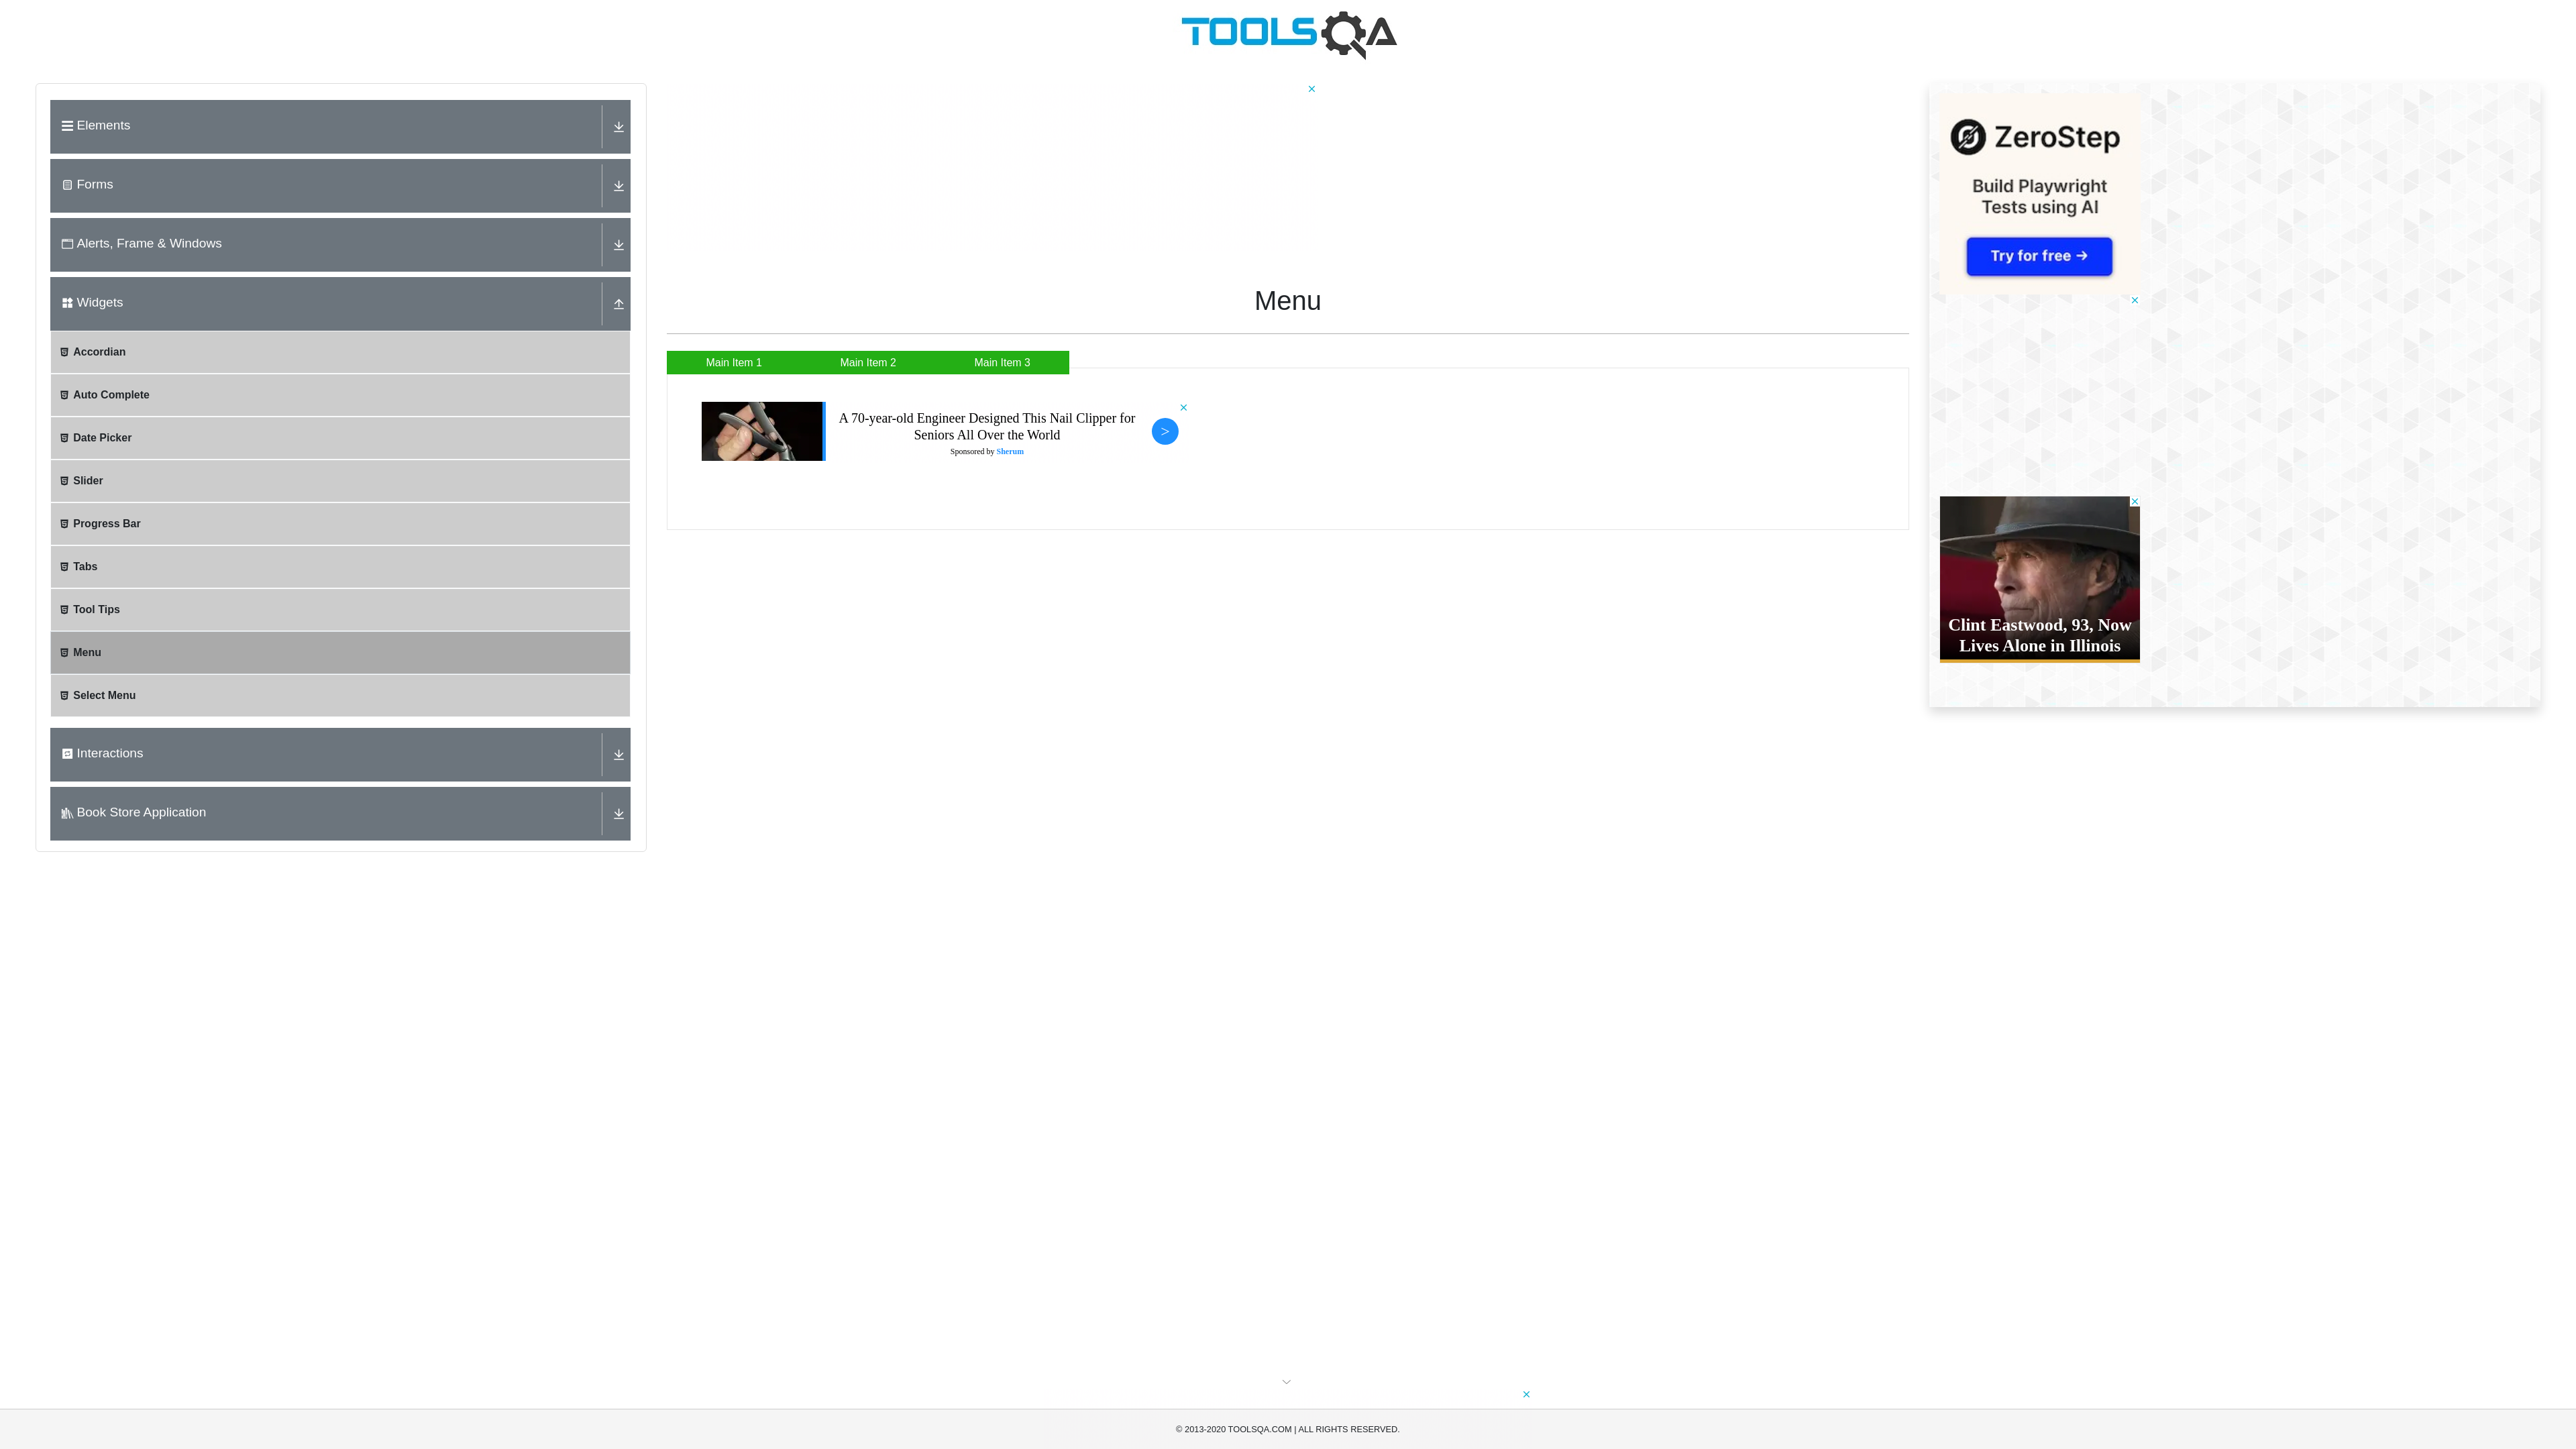 TOOLSQA
Elements
Forms
Alerts, Frame & Windows
Widgets
Accordian
Auto Complete
Date Picker
Slider
Progress Bar
Tabs
Tool Tips
Menu
Select Menu
Interactions
Book Store Application
Menu
Main Item 1
Main Item 2
Main Item 3
A 70-year-old Engineer Designed This Nail Clipper for
Seniors All Over the World
Sponsored by Sherum
>
ZeroStep
Build Playwright
Tests using AI
Try for free →
Clint Eastwood, 93, Now
Lives Alone in Illinois
© 2013-2020 TOOLSQA.COM | ALL RIGHTS RESERVED.